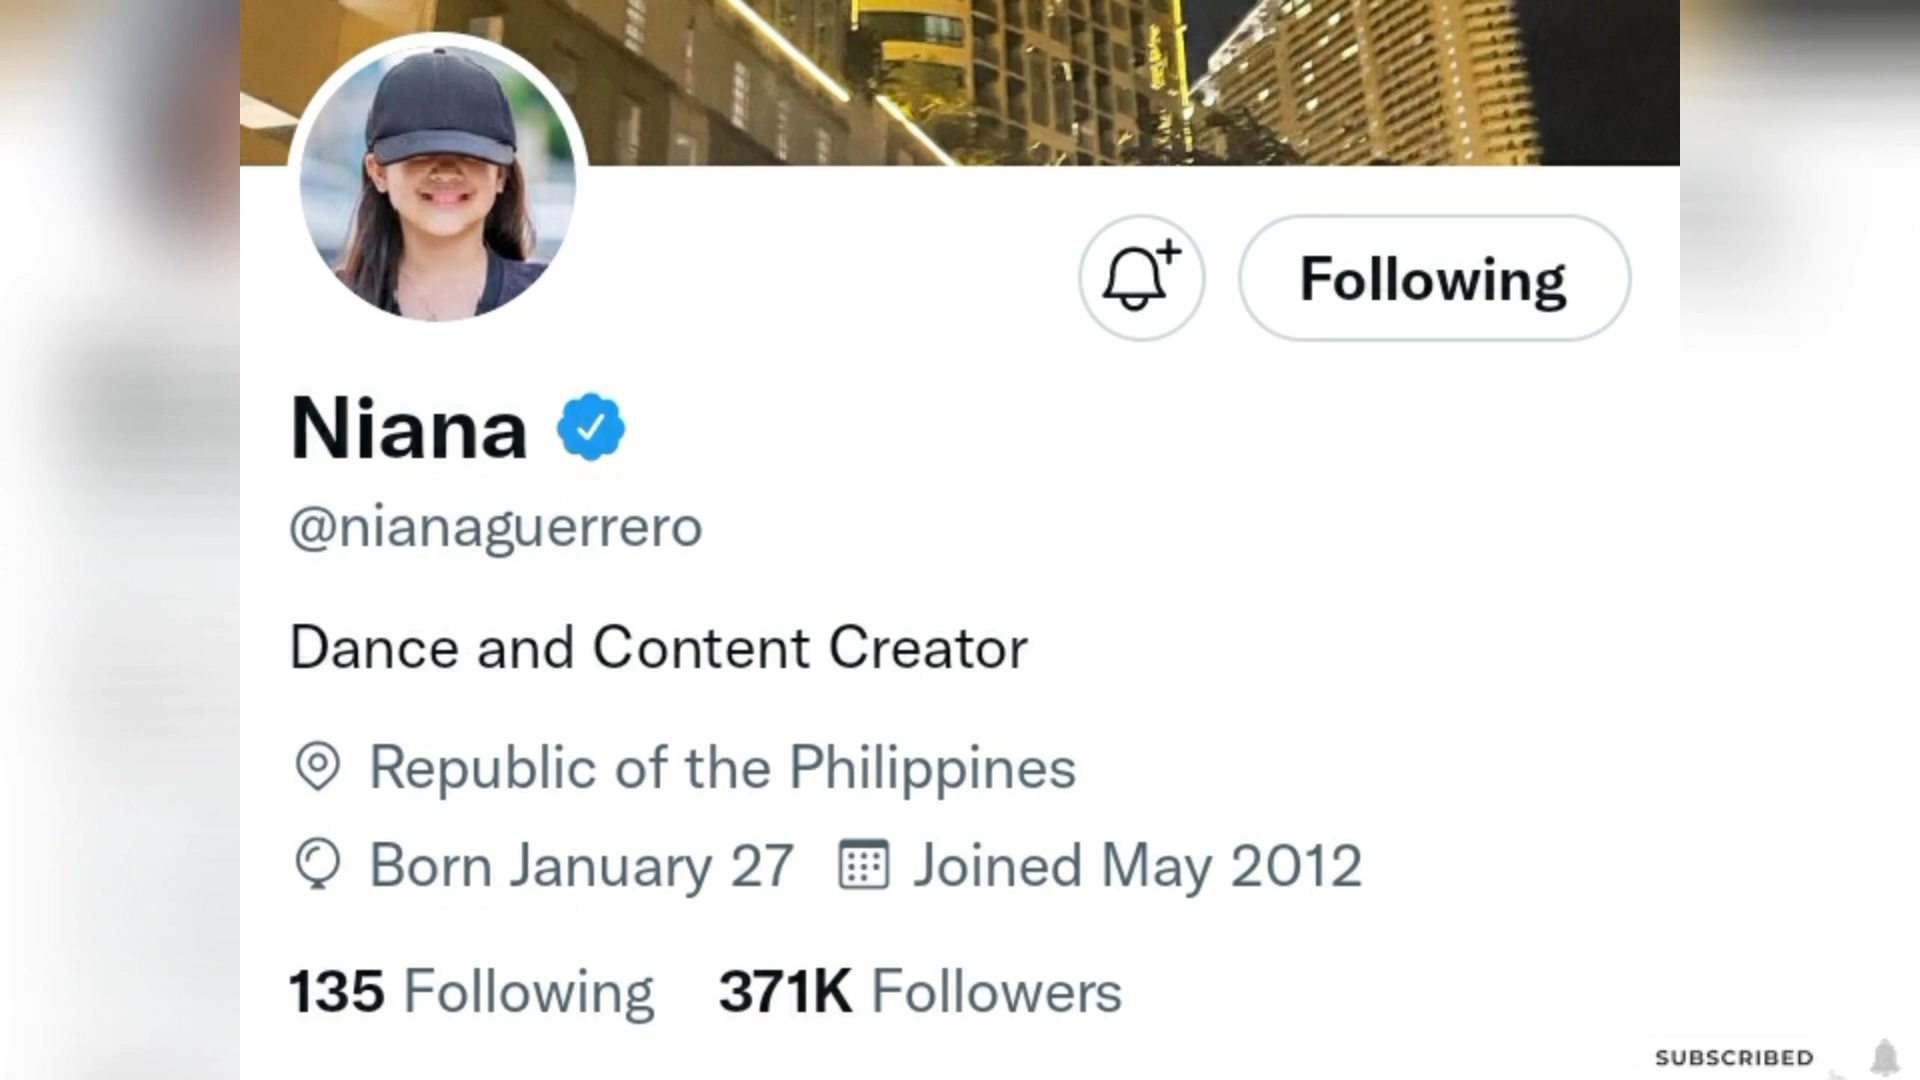 Following
Niana
@nianaguerrero
Dance and Content Creator
Republic of the Philippines
Born January 27 Joined May 2012
135 Following 371K Followers
SUBSCRIBED